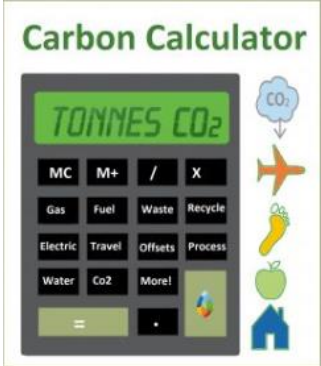 Carbon Calculator
TONNES CO2
CO2
MC M+ / X
Gas Fuel Waste Recycle
Electric Travel Offsets Process
Water Co2 More!
= .